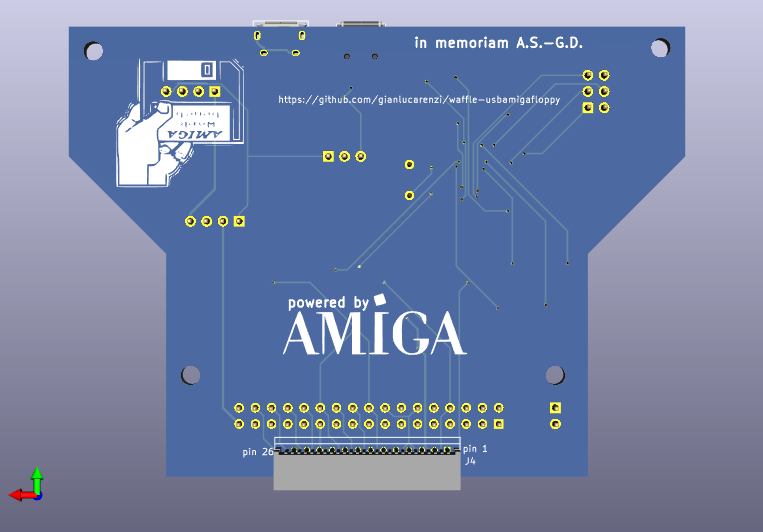 in memoriam A.S.-G.D.
https://github.com/gianlucarenzi/waffle-usbamigafloppy
AMIGA
powered by
AMIGA
pin 26
pin 1
J4